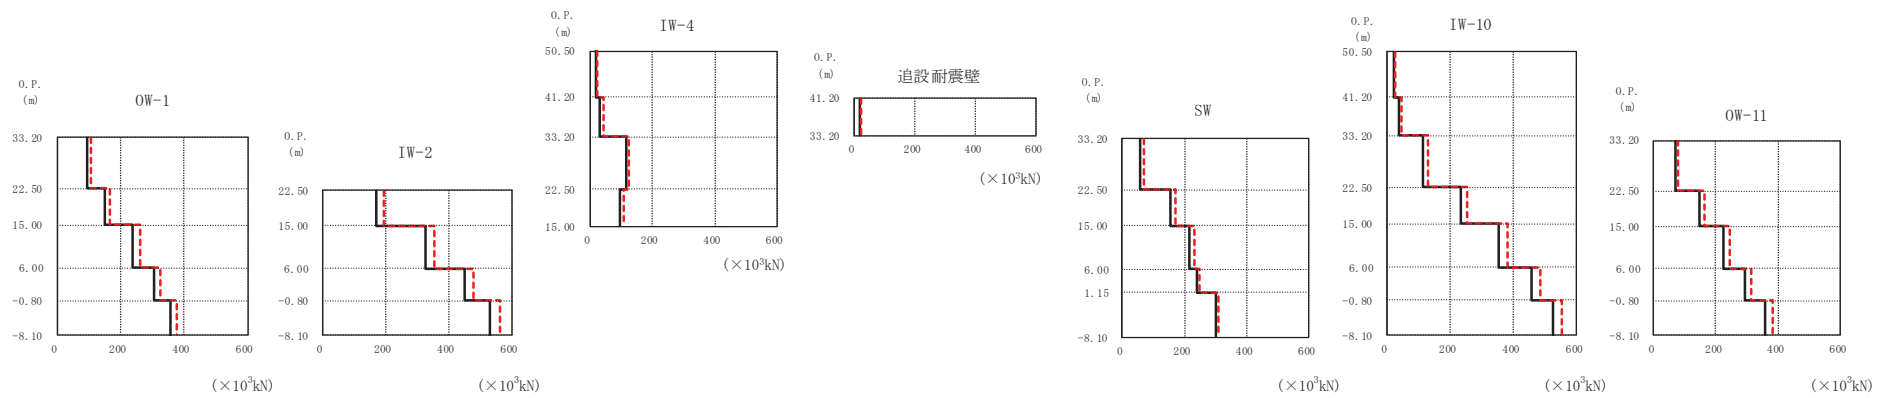 O.P.
(m)
OW-1
33.20
22.50
15.00
6.00
-0.80
-8.10
0
200
400
600
(×10³kN)
O.P.
(m)
IW-2
22.50
15.00
6.00
-0.80
-8.10
0
200
400
600
(×10³kN)
O.P.
(m)
IW-4
50.50
41.20
33.20
22.50
15.00
0
200
400
600
(×10³kN)
O.P.
(m)
追設耐震壁
41.20
33.20
0
200
400
600
(×10³kN)
O.P.
(m)
SW
33.20
22.50
15.00
6.00
1.15
-8.10
0
200
400
600
(×10³kN)
O.P.
(m)
IW-10
50.50
41.20
33.20
22.50
15.00
6.00
-0.80
-8.10
0
200
400
600
(×10³kN)
O.P.
(m)
OW-11
33.20
22.50
15.00
6.00
-0.80
-8.10
0
200
400
600
(×10³kN)